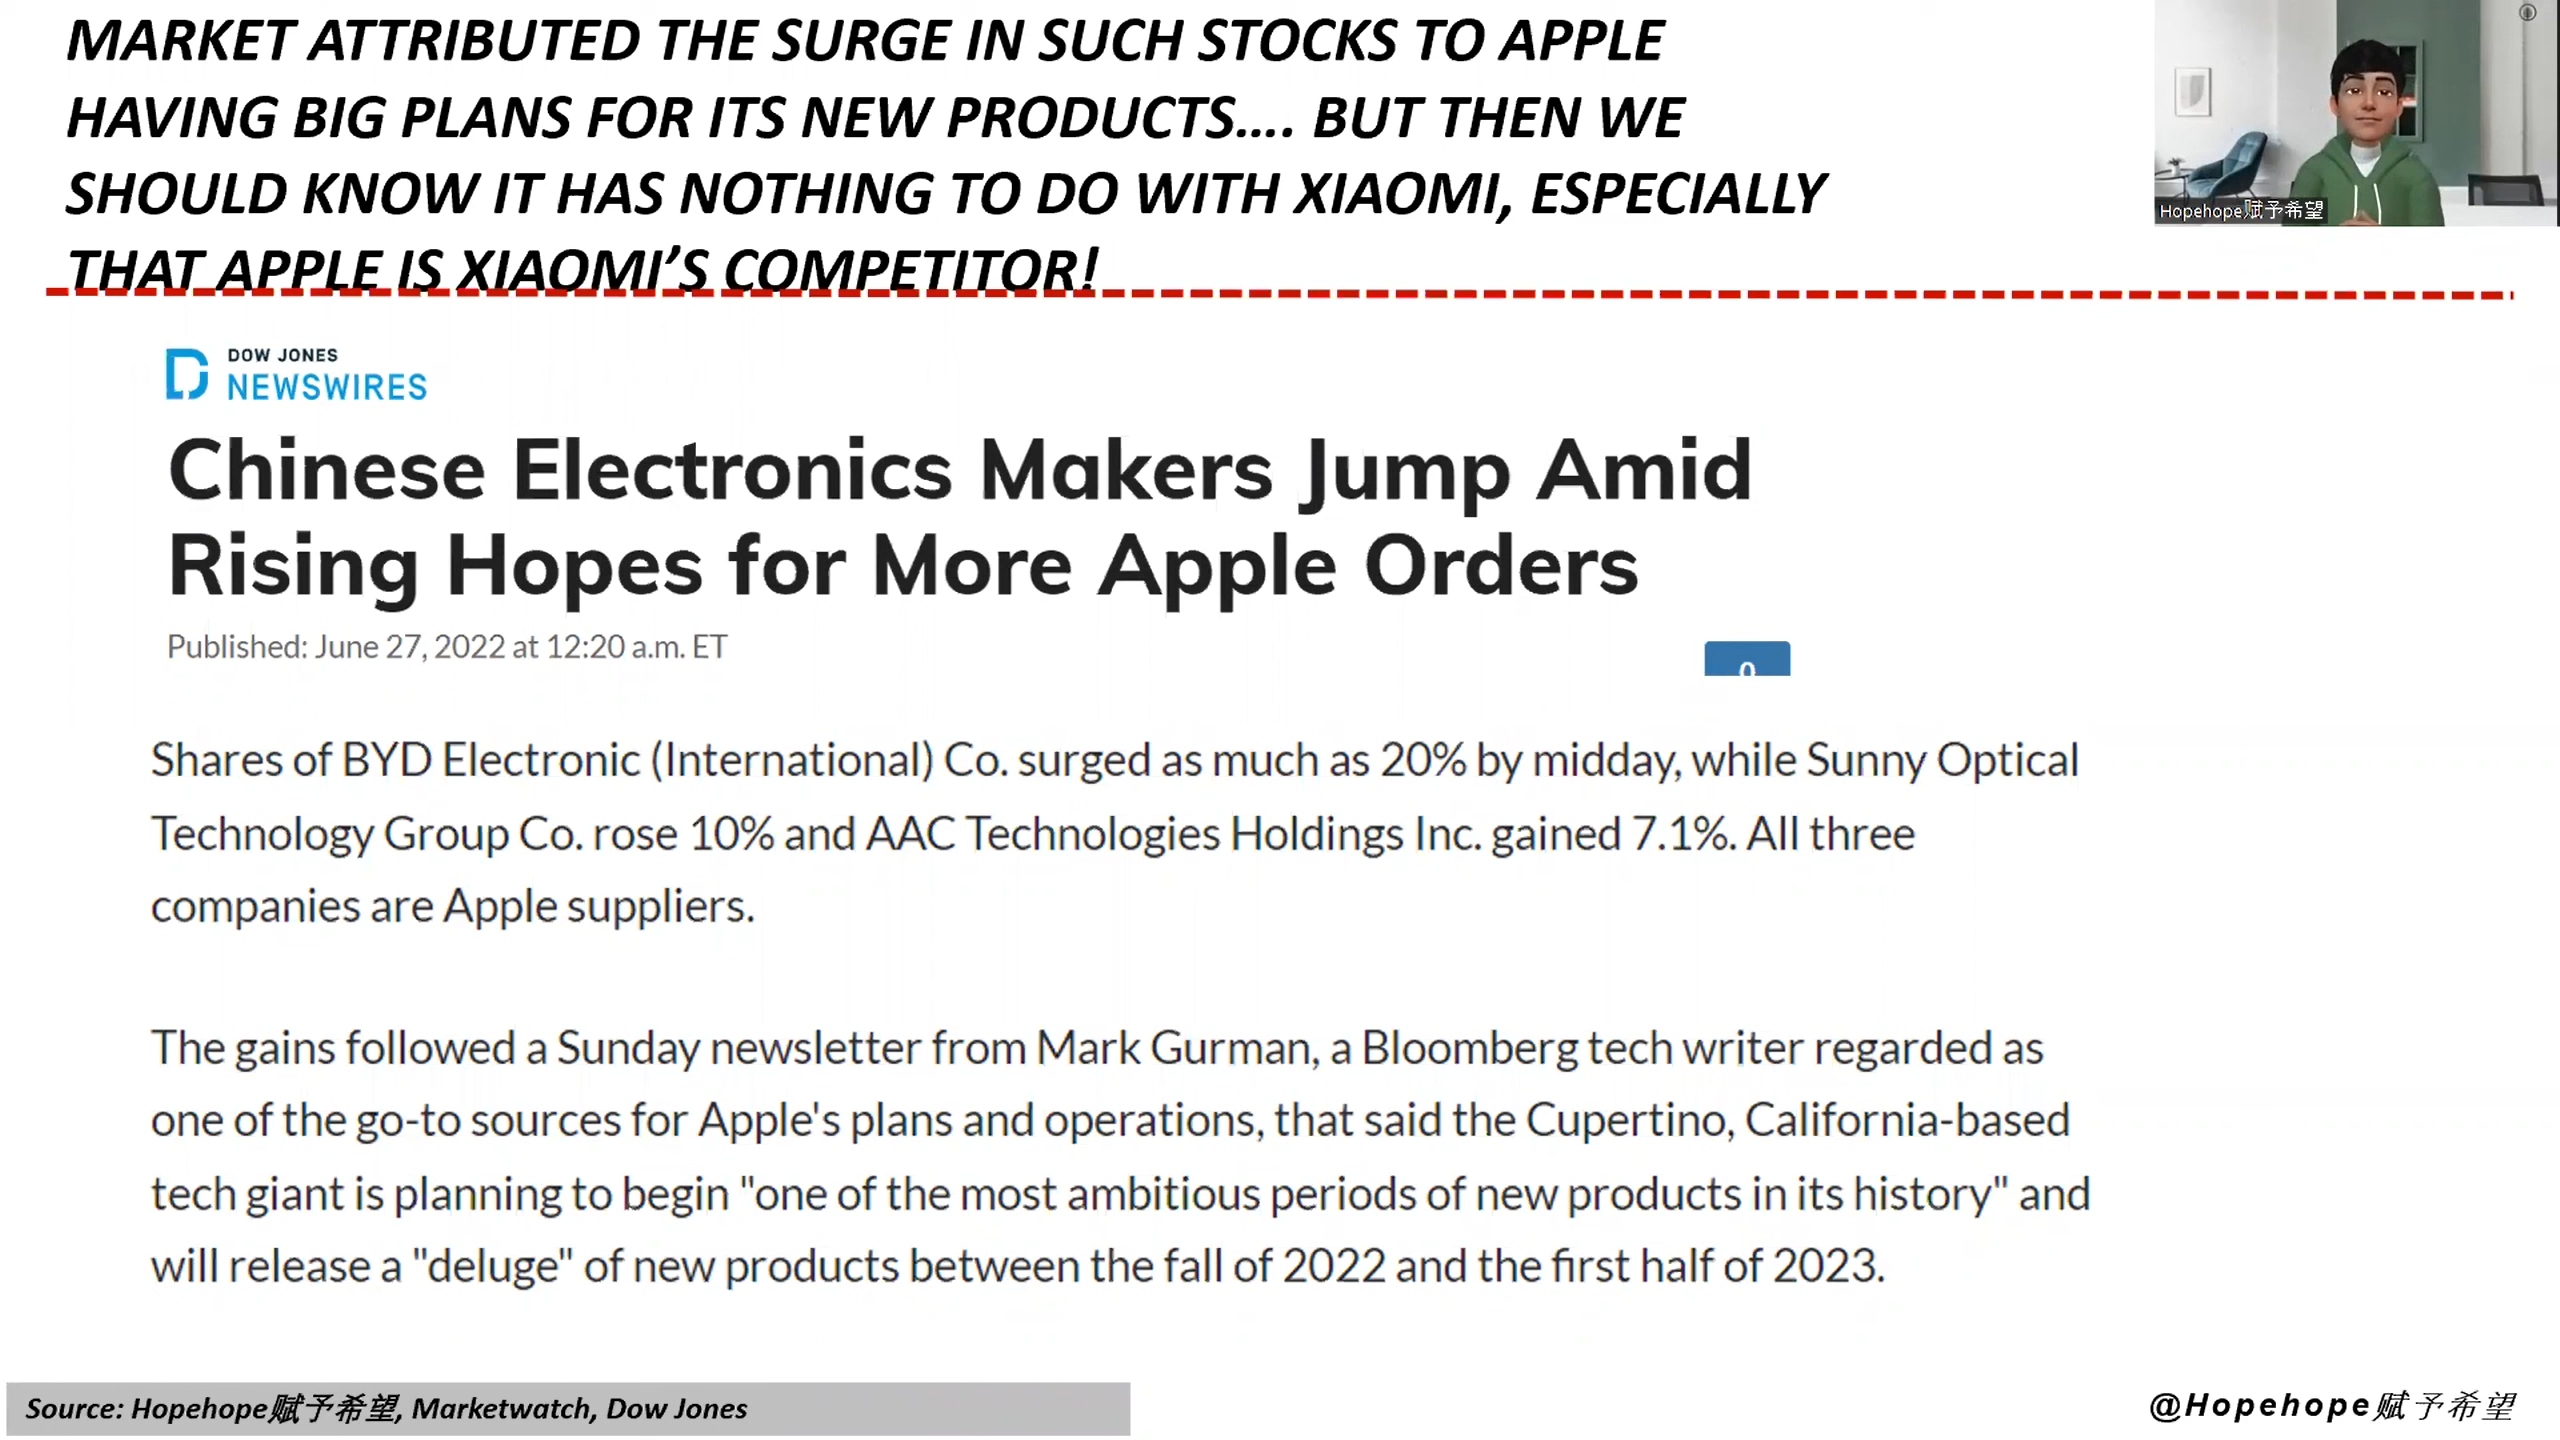 MARKET ATTRIBUTED THE SURGE IN SUCH STOCKS TO APPLE
HAVING BIG PLANS FOR ITS NEW PRODUCTS.... BUT THEN WE
SHOULD KNOW IT HAS NOTHING TO DO WITH XIAOMI, ESPECIALLY
THAT APPLE IS XIAOMI’S COMPETITOR!
Hopehope赋予希望
DOW JONES
NEWSWIRES
Chinese Electronics Makers Jump Amid
Rising Hopes for More Apple Orders
Published: June 27, 2022 at 12:20 a.m. ET
0
Shares of BYD Electronic (International) Co. surged as much as 20% by midday, while Sunny Optical
Technology Group Co. rose 10% and AAC Technologies Holdings Inc. gained 7.1%. All three
companies are Apple suppliers.
The gains followed a Sunday newsletter from Mark Gurman, a Bloomberg tech writer regarded as
one of the go-to sources for Apple's plans and operations, that said the Cupertino, California-based
tech giant is planning to begin "one of the most ambitious periods of new products in its history" and
will release a "deluge" of new products between the fall of 2022 and the first half of 2023.
Source: Hopehope赋予希望, Marketwatch, Dow Jones
@Hopehope赋予希望